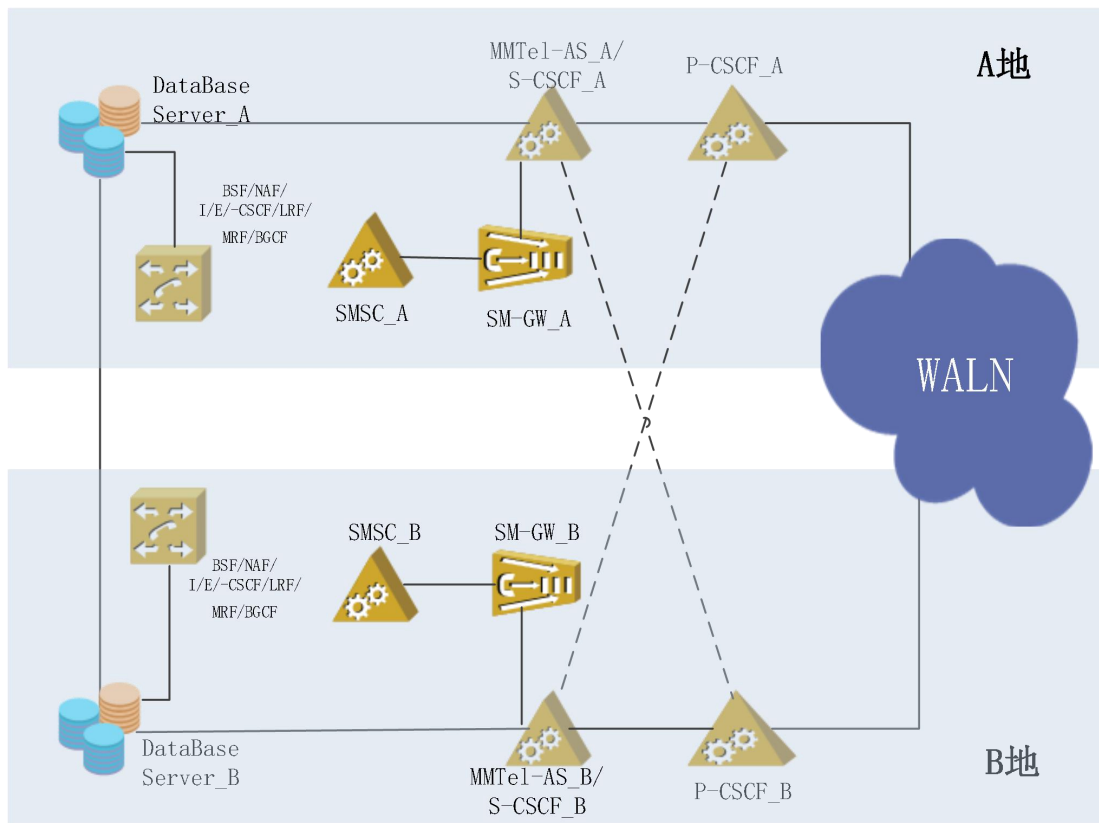 MMTel-AS_A/
S-CSCF_A
P-CSCF_A
A地
DataBase
Server_A
BSF/NAF/
I/E/-CSCF/LRF/
MRF/BGCF
SMSC_A
SM-GW_A
WALN
SMSC_B
SM-GW_B
BSF/NAF/
I/E/-CSCF/LRF/
MRF/BGCF
DataBase
Server_B
MMTel-AS_B/
S-CSCF_B
P-CSCF_B
B地